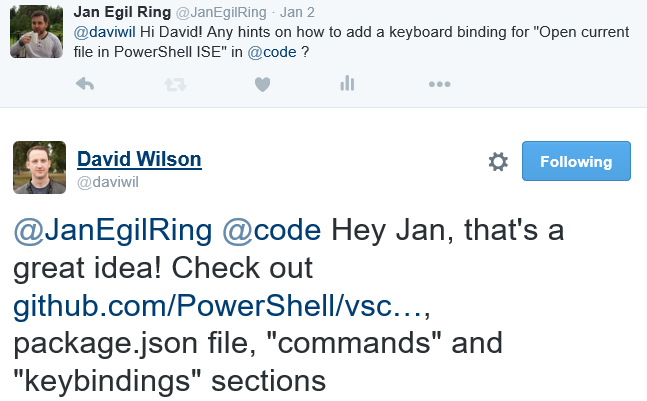 Jan Egil Ring @JanEgilRing · Jan 2
@daviwil Hi David! Any hints on how to add a keyboard binding for "Open current
file in PowerShell ISE" in @code ?
David Wilson
@daviwil
Following
@JanEgilRing @code Hey Jan, that's a
great idea! Check out
github.com/PowerShell/vsc…,
package.json file, "commands" and
"keybindings" sections